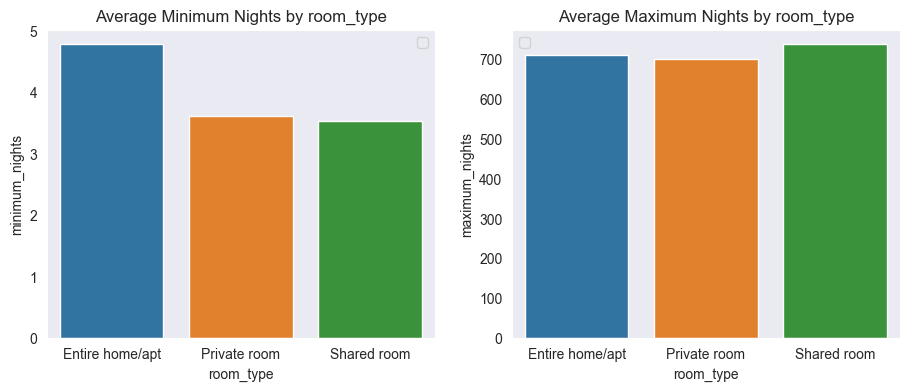 Average Minimum Nights by room_type
5
4
3
2
1
0
minimum_nights
Entire home/apt Private room Shared room
room_type
Average Maximum Nights by room_type
700
600
500
400
300
200
100
0
maximum_nights
Entire home/apt Private room Shared room
room_type